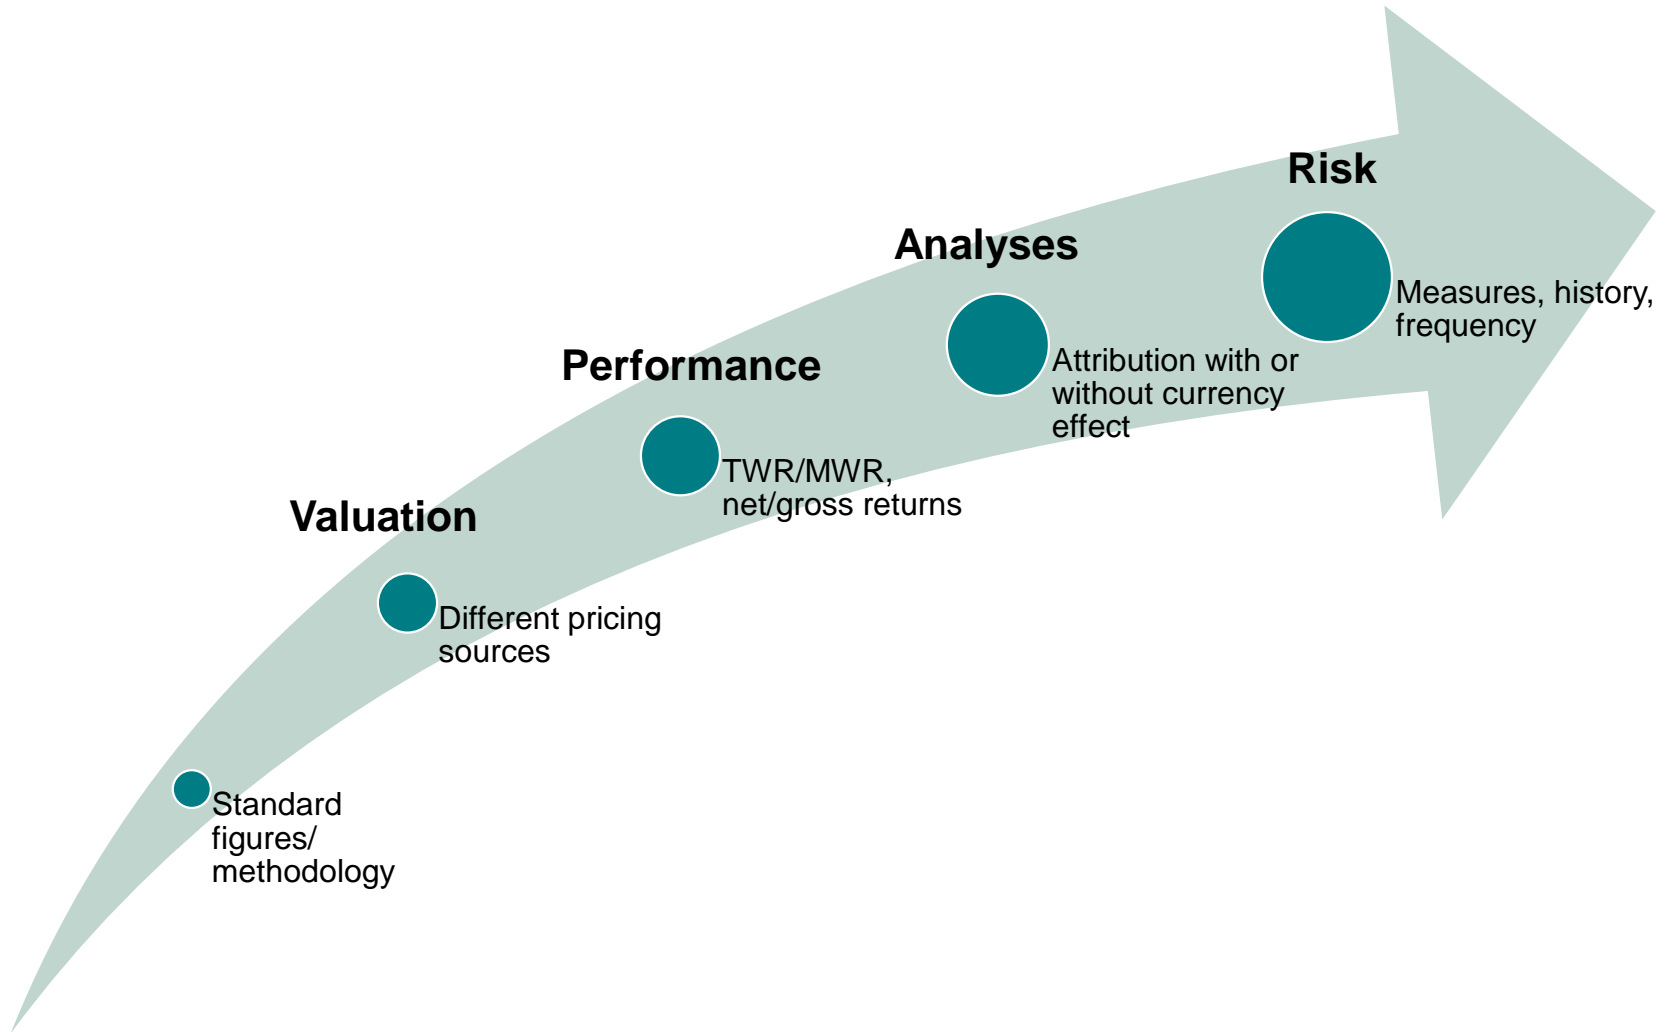 Standard
figures/
methodology
Valuation
Different pricing
sources
Performance
TWR/MWR,
net/gross returns
Analyses
Attribution with or
without currency
effect
Risk
Measures, history,
frequency